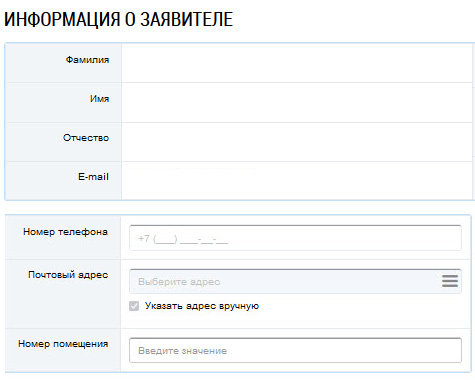 ИНФОРМАЦИЯ О ЗАЯВИТЕЛЕ
Фамилия
Имя
Отчество
E-mail
Номер телефона
+7 (___) ___-__-__
Почтовый адрес
Выберите адрес
Указать адрес вручную
Номер помещения
Введите значение